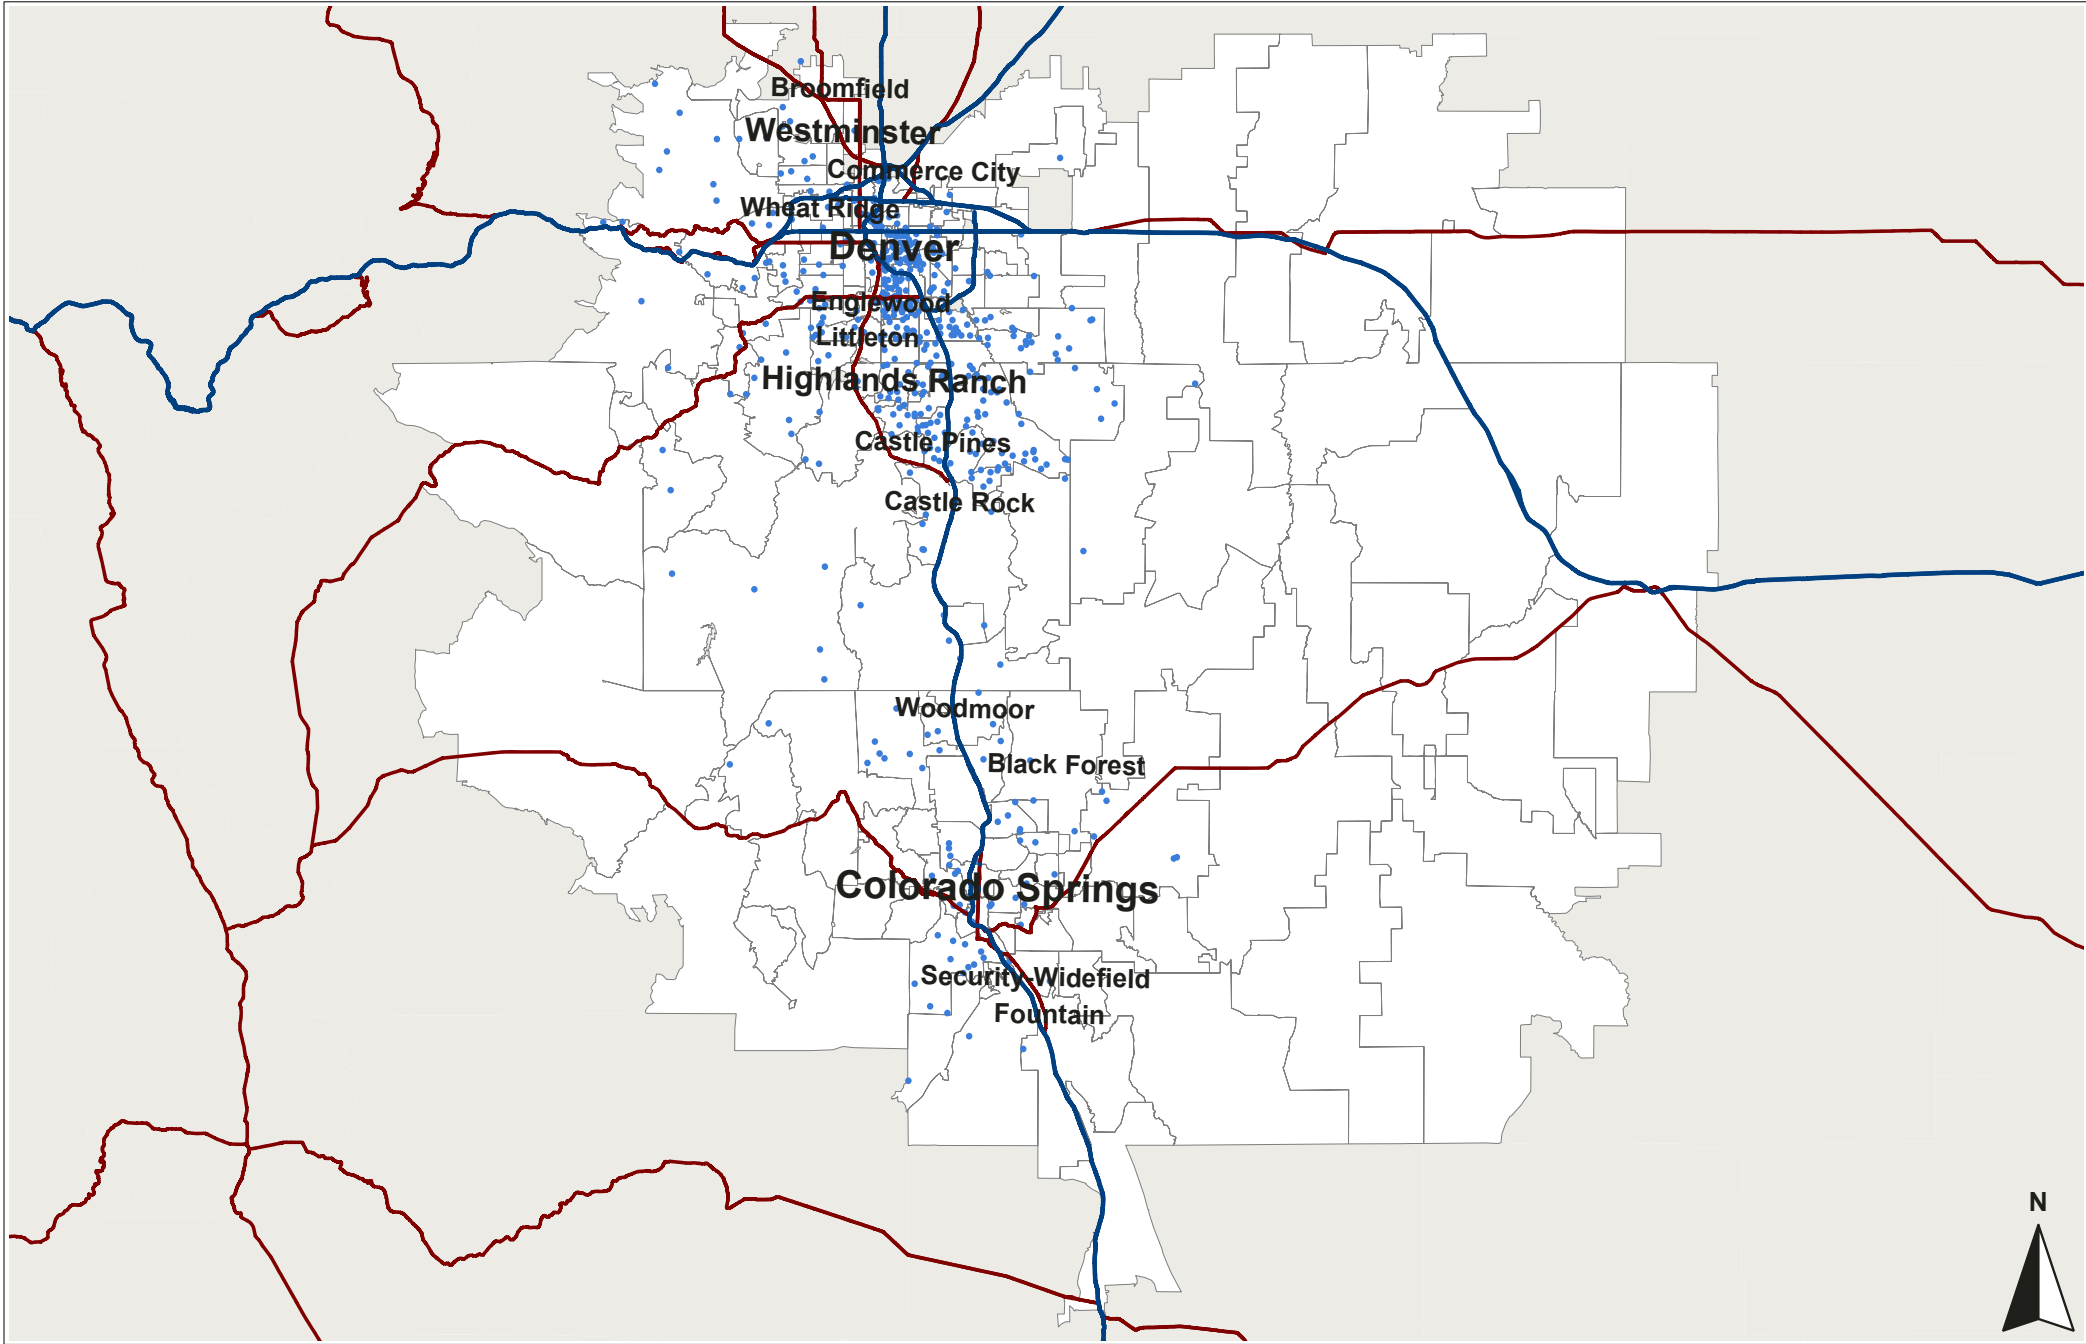 Broomfield
Westminster
Commerce City
Wheat Ridge
Denver
Englewood
Littleton
Highlands Ranch
Castle Pines
Castle Rock
Woodmoor
Black Forest
Colorado Springs
Security-Widefield
Fountain
N